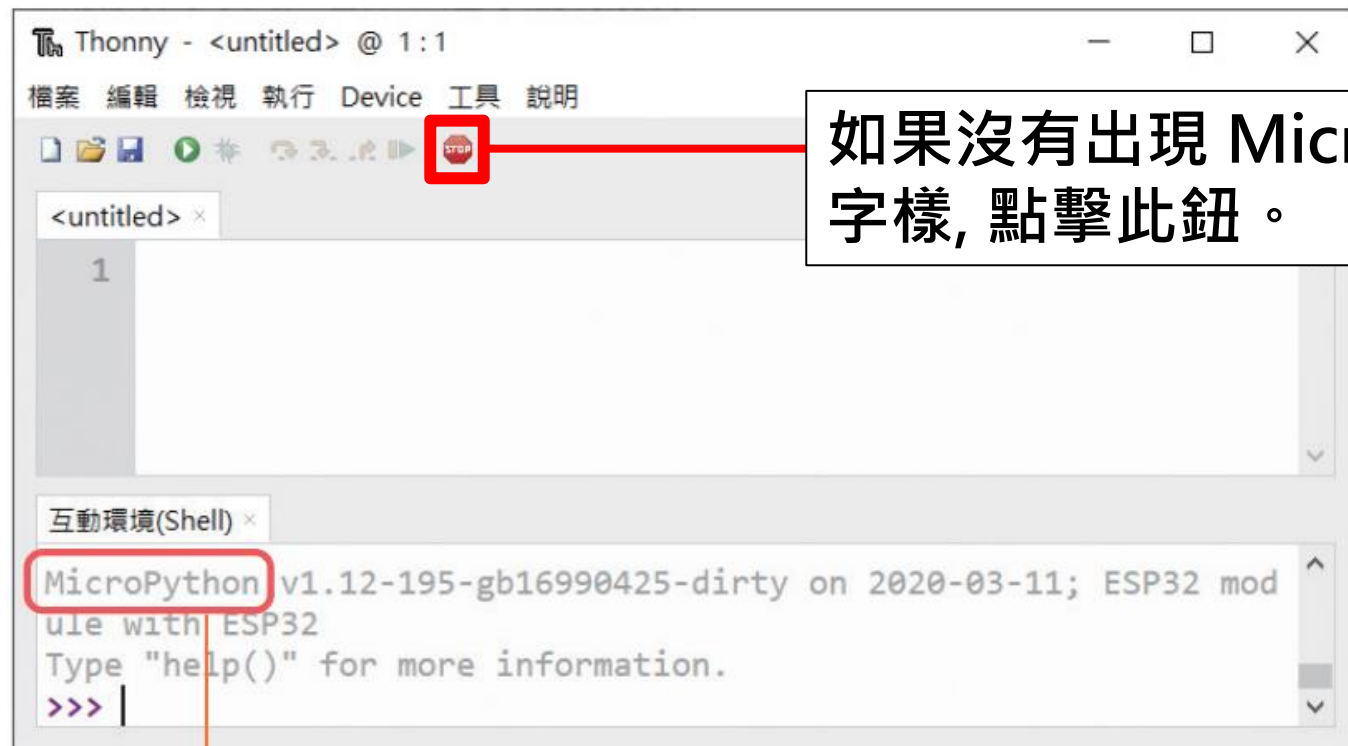 Thonny - <untitled> @ 1:1
檔案 編輯 檢視 執行 Device 工具 說明
STOP
如果沒有出現 Micr
字樣, 點擊此鈕。
<untitled> ×
1
互動環境(Shell) ×
MicroPython v1.12-195-gb16990425-dirty on 2020-03-11; ESP32 mod
ule with ESP32
Type "help()" for more information.
>>>